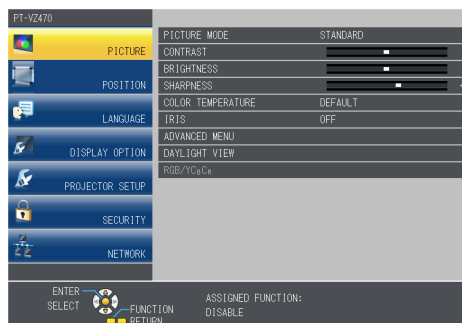 PT-VZ470
PICTURE
POSITION
LANGUAGE
DISPLAY OPTION
PROJECTOR SETUP
SECURITY
NETWORK
PICTURE MODE STANDARD
CONTRAST
BRIGHTNESS
SHARPNESS
COLOR TEMPERATURE DEFAULT
IRIS OFF
ADVANCED MENU
DAYLIGHT VIEW
RGB/YCBCR
ENTER
SELECT
FUNCTION
RETURN
ASSIGNED FUNCTION:
DISABLE